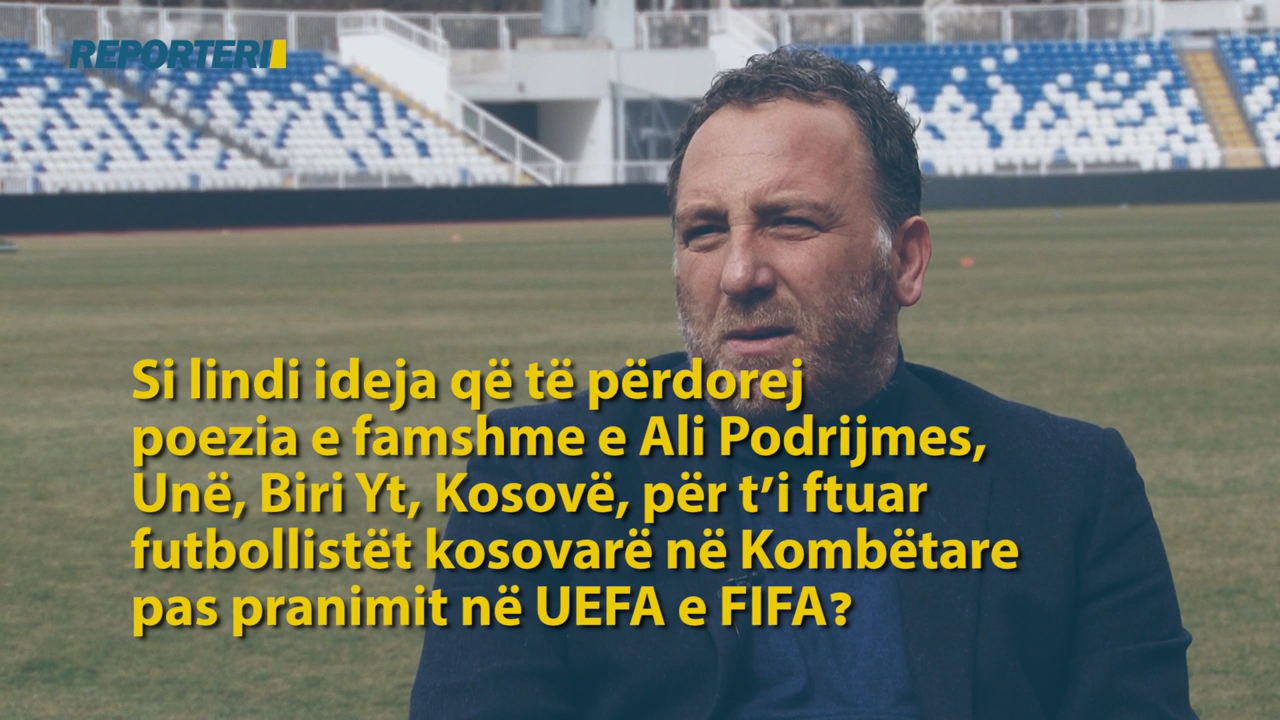 REPORTERI
Si lindi ideja që të përdorej
poezia e famshme e Ali Podrijmes,
Unë, Biri Yt, Kosovë, për t’i ftuar
futbollistët kosovarë në Kombëtare
pas pranimit në UEFA e FIFA?